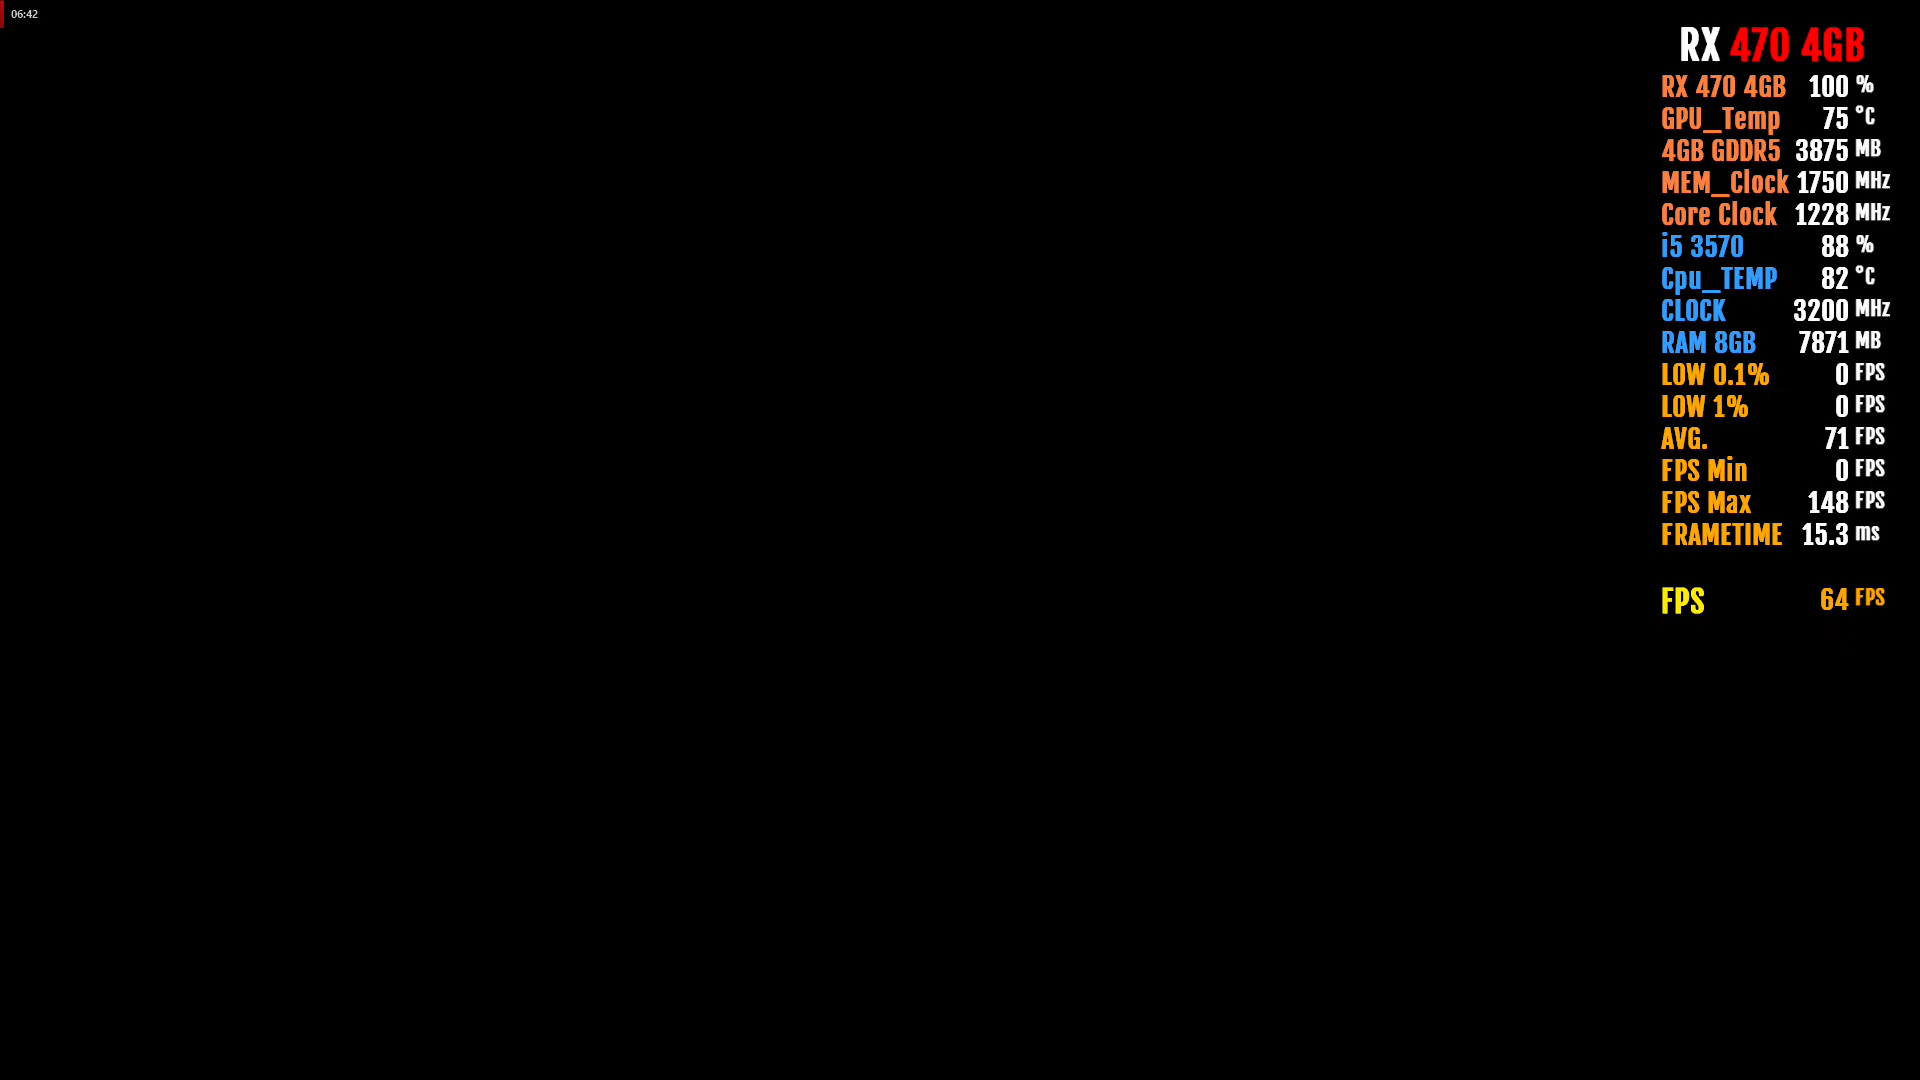 06:42
RX 470 4GB
RX 470 4GB 100 %
GPU_Temp 75 °C
4GB GDDR5 3875 MB
MEM_Clock 1750 MHz
Core Clock 1228 MHz
i5 3570 88 %
Cpu_TEMP 82 °C
CLOCK 3200 MHz
RAM 8GB 7871 MB
LOW 0.1% 0 FPS
LOW 1% 0 FPS
AVG. 71 FPS
FPS Min 0 FPS
FPS Max 148 FPS
FRAMETIME 15.3 ms
FPS 64 FPS